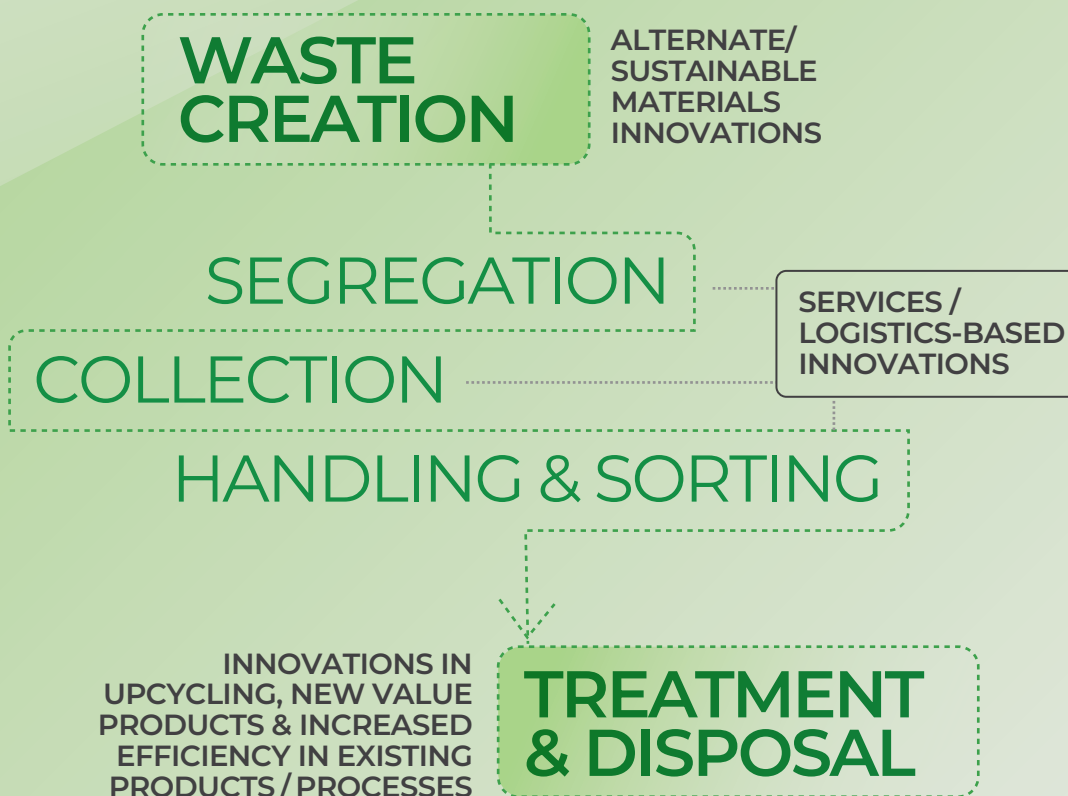 WASTE
CREATION
ALTERNATE/
SUSTAINABLE
MATERIALS
INNOVATIONS
SEGREGATION
SERVICES /
LOGISTICS-BASED
INNOVATIONS
COLLECTION
HANDLING & SORTING
INNOVATIONS IN
UPCYCLING, NEW VALUE
PRODUCTS & INCREASED
EFFICIENCY IN EXISTING
PRODUCTS / PROCESSES
TREATMENT
& DISPOSAL